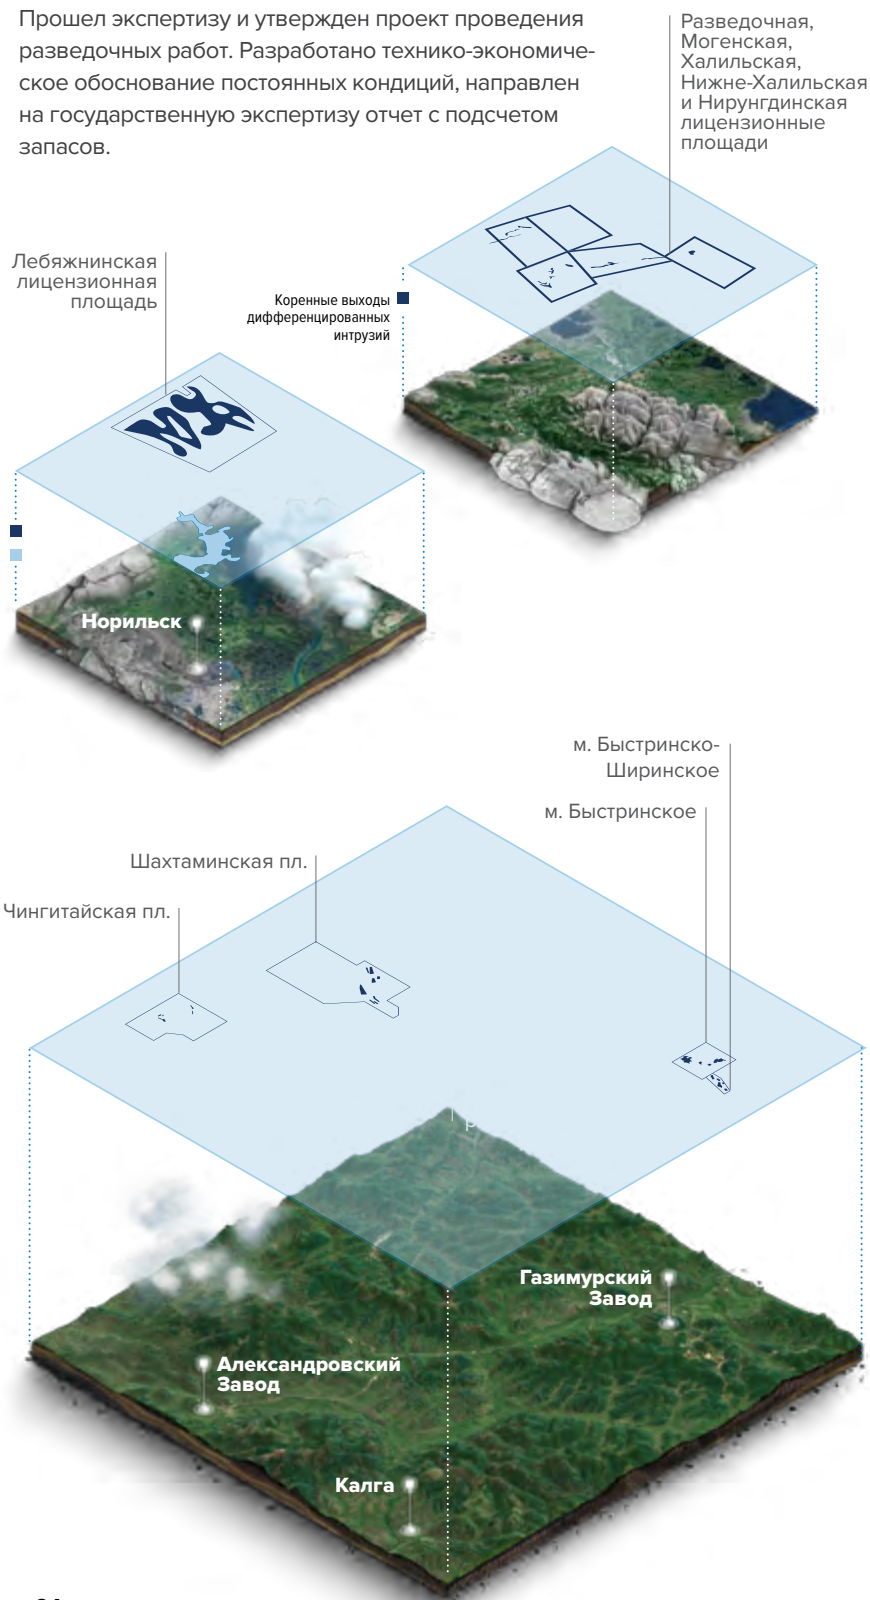 Прошел экспертизу и утвержден проект проведения
разведочных работ. Разработано технико-экономиче-
ское обоснование постоянных кондиций, направлен
на государственную экспертизу отчет с подсчетом
запасов.
Разведочная,
Могенская,
Халильская,
Нижне-Халильская
и Нирунгдинская
лицензионные
площади
Лебяжнинская
лицензионная
площадь
Коренные выходы
дифференцированных
интрузий
Норильск
м. Быстринско-
Ширинское
м. Быстринское
Шахтаминская пл.
Чингитайская пл.
Газимурский
Завод
Александровский
Завод
Калга